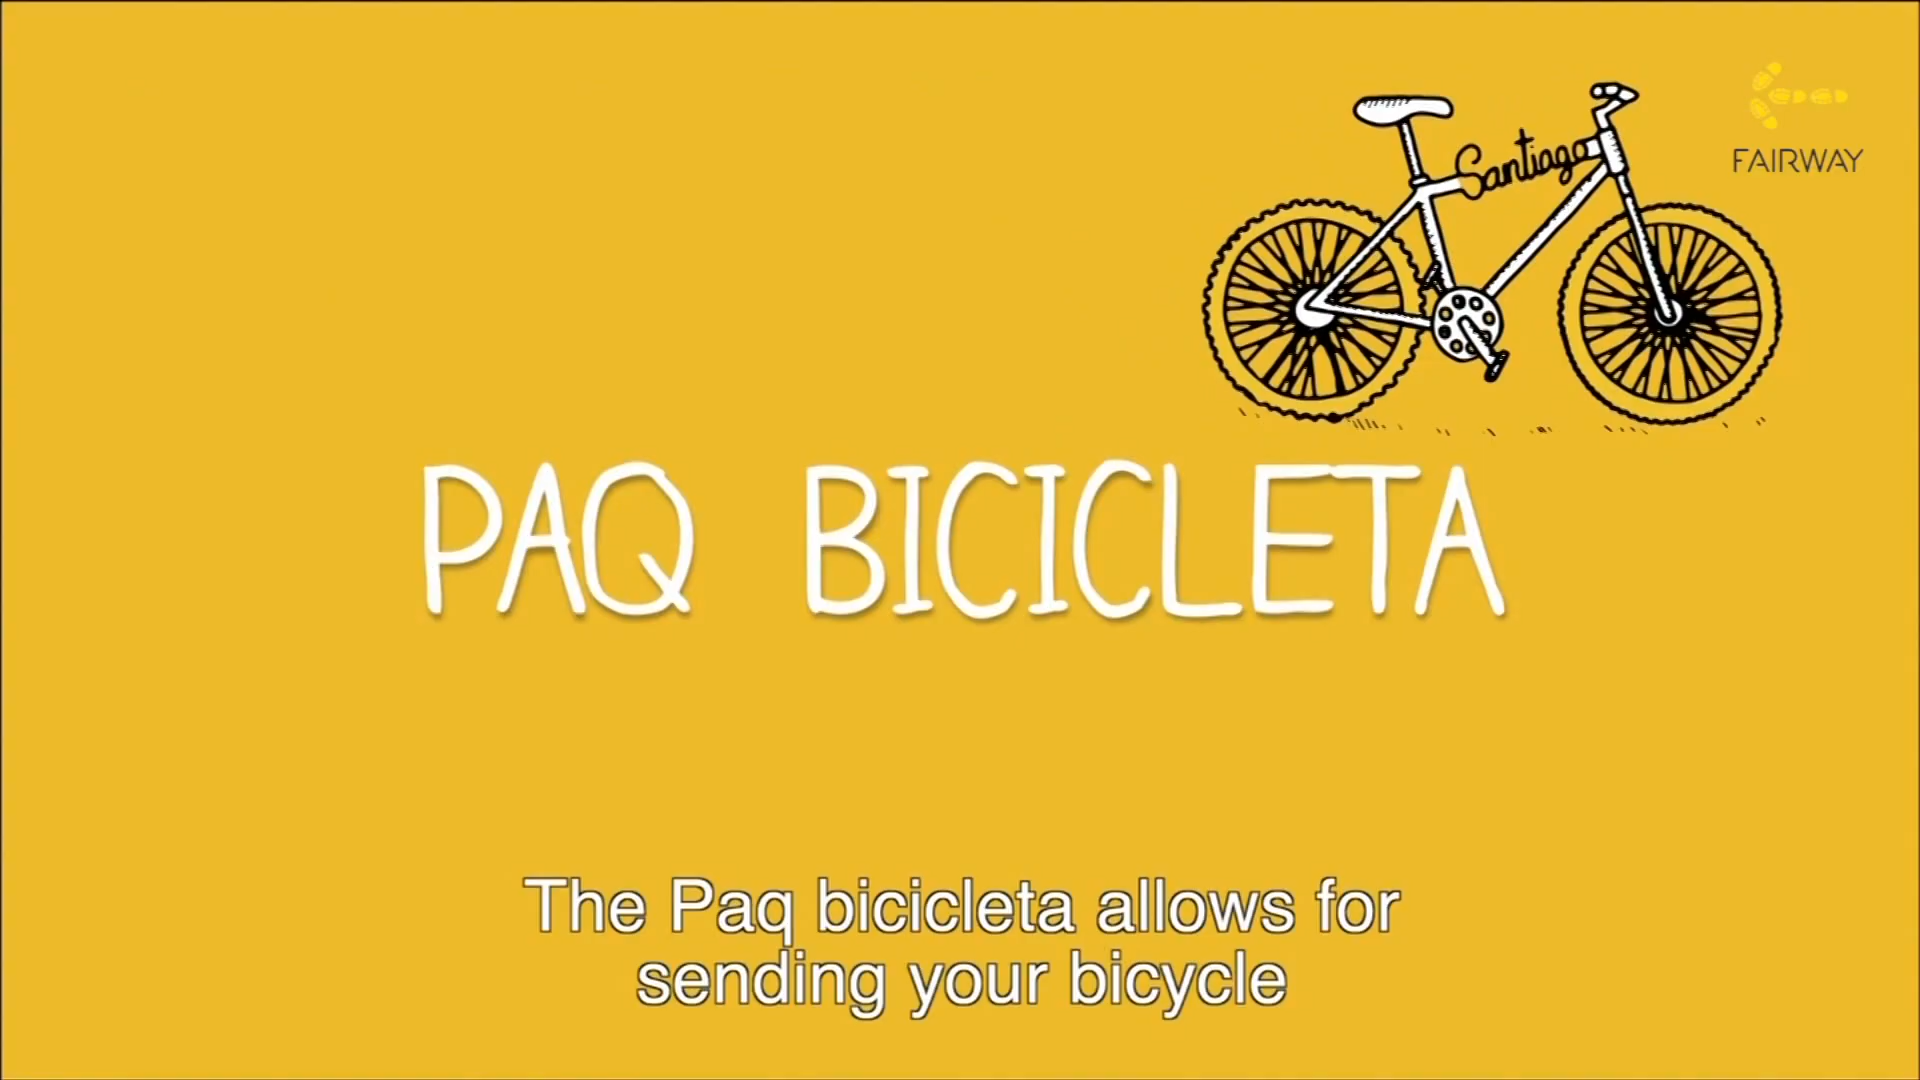 Santiago
FAIRWAY
PAQ BICICLETA
The Paq bicicleta allows for
sending your bicycle